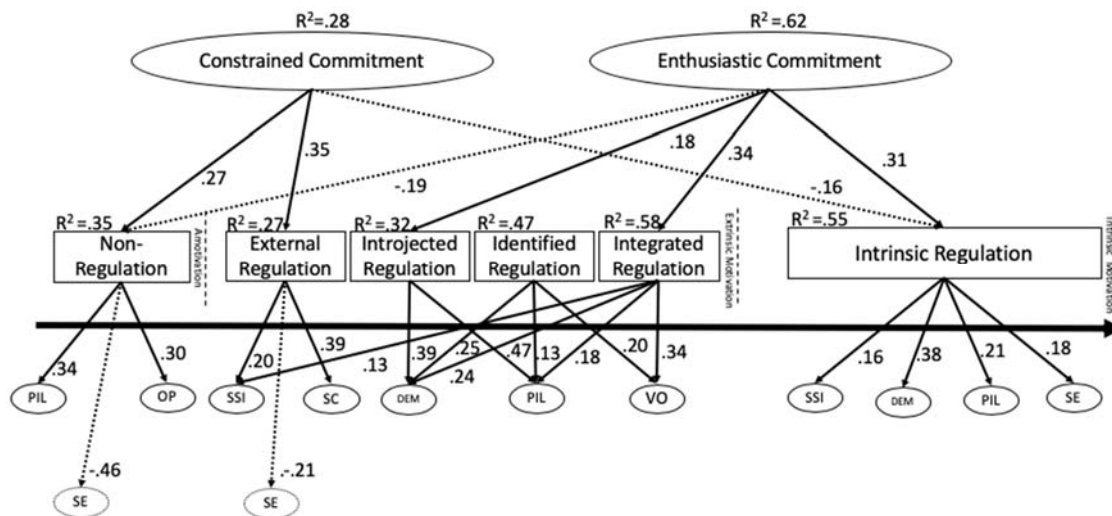 R²=.28
R²=.62
Constrained Commitment
Enthusiastic Commitment
.27
.35
-.19
.18
.34
-.16
.31
R²=.35
R²=.27
R²=.32
R²=.47
R²=.58
R²=.55
Non-
Regulation
Amotivation
External
Regulation
Introjected
Regulation
Identified
Regulation
Integrated
Regulation
Extrinsic Motivation
Intrinsic Regulation
Intrinsic Motivation
.34
.30
.20
.39
.13
.39
.25
.24
.47
.13
.18
.20
.34
.16
.38
.21
.18
PIL
OP
SSI
SC
DEM
PIL
VO
SSI
DEM
PIL
SE
-.46
.-.21
SE
SE